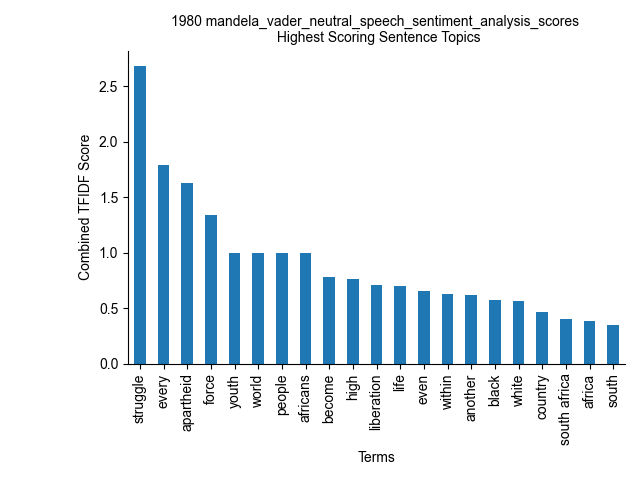 1980 mandela_vader_neutral_speech_sentiment_analysis_scores
Highest Scoring Sentence Topics
Combined TFIDF Score
2.5
2.0
1.5
1.0
0.5
0.0
struggle
every
apartheid
force
youth
world
people
africans
become
high
liberation
life
even
within
another
black
white
country
south africa
africa
south
Terms